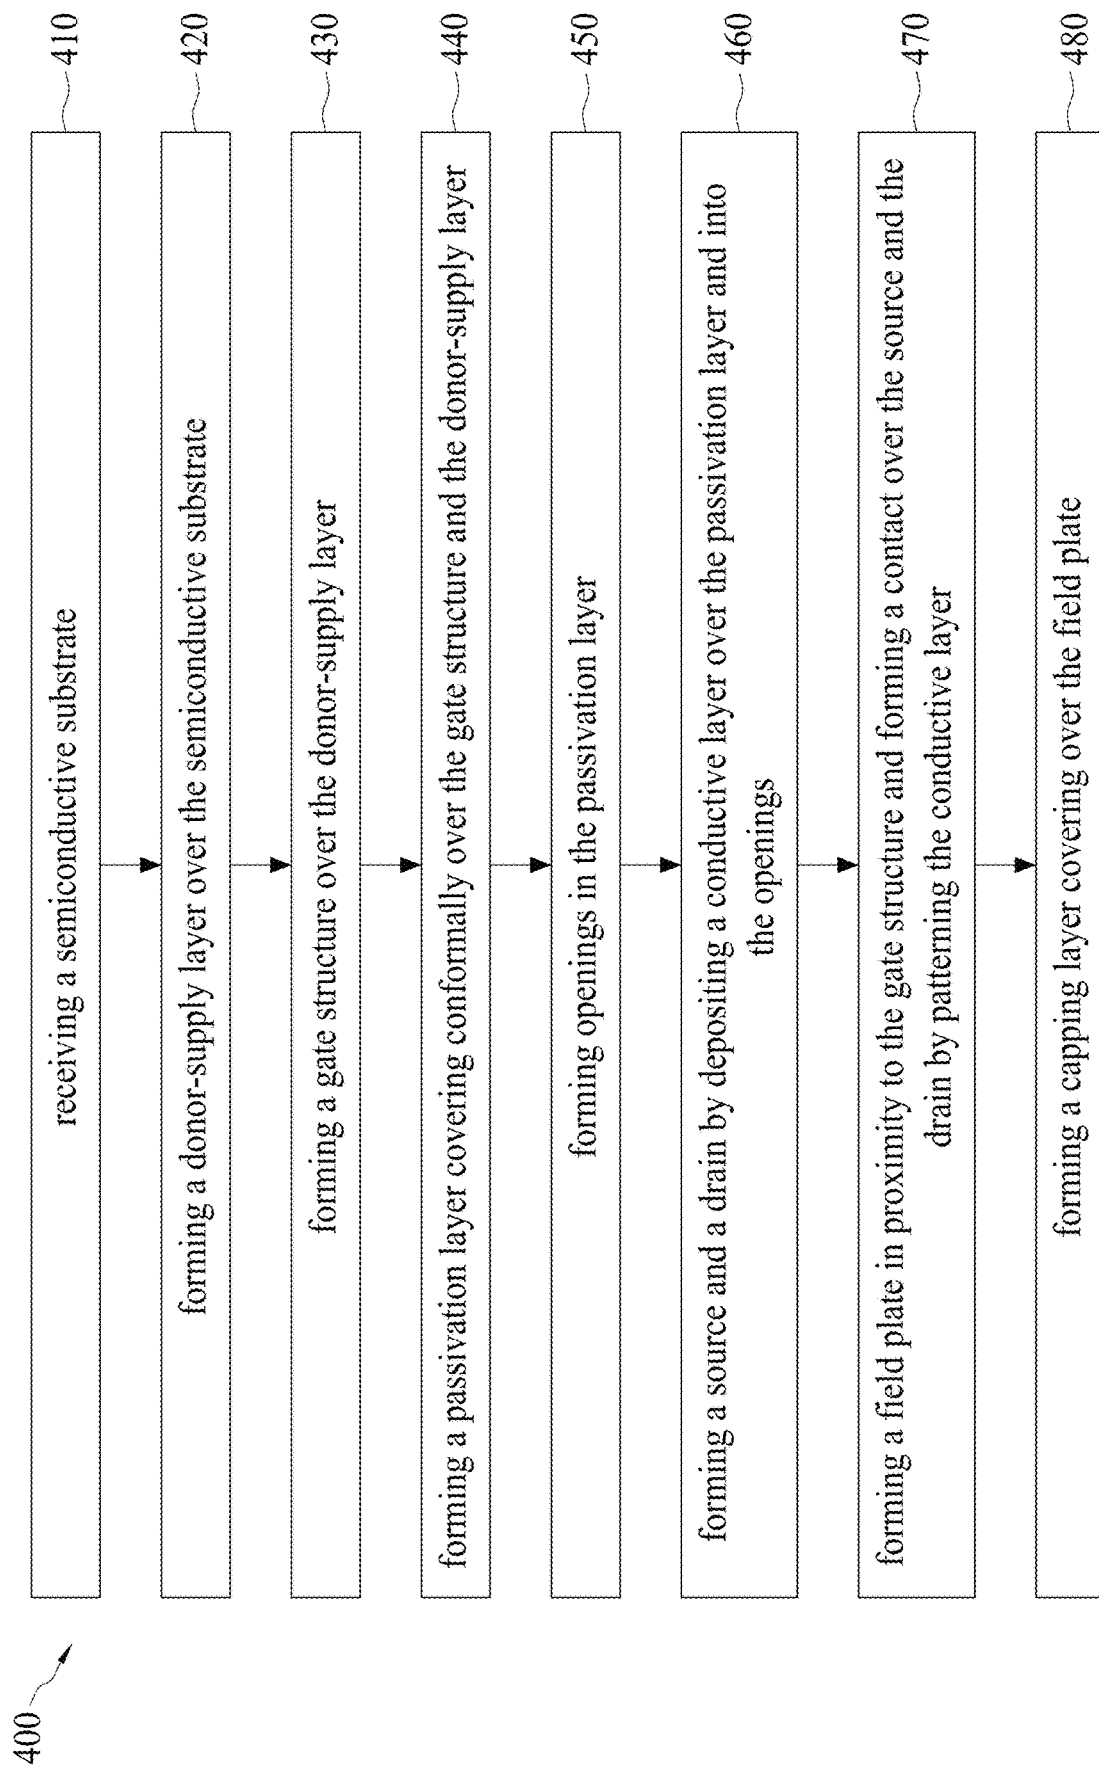 400
receiving a semiconductive substrate
410
forming a donor-supply layer over the semiconductive substrate
420
forming a gate structure over the donor-supply layer
430
forming a passivation layer covering conformally over the gate structure and the donor-supply layer
440
forming openings in the passivation layer
450
forming a source and a drain by depositing a conductive layer over the passivation layer and into
the openings
460
forming a field plate in proximity to the gate structure and forming a contact over the source and the
drain by patterning the conductive layer
470
forming a capping layer covering over the field plate
480